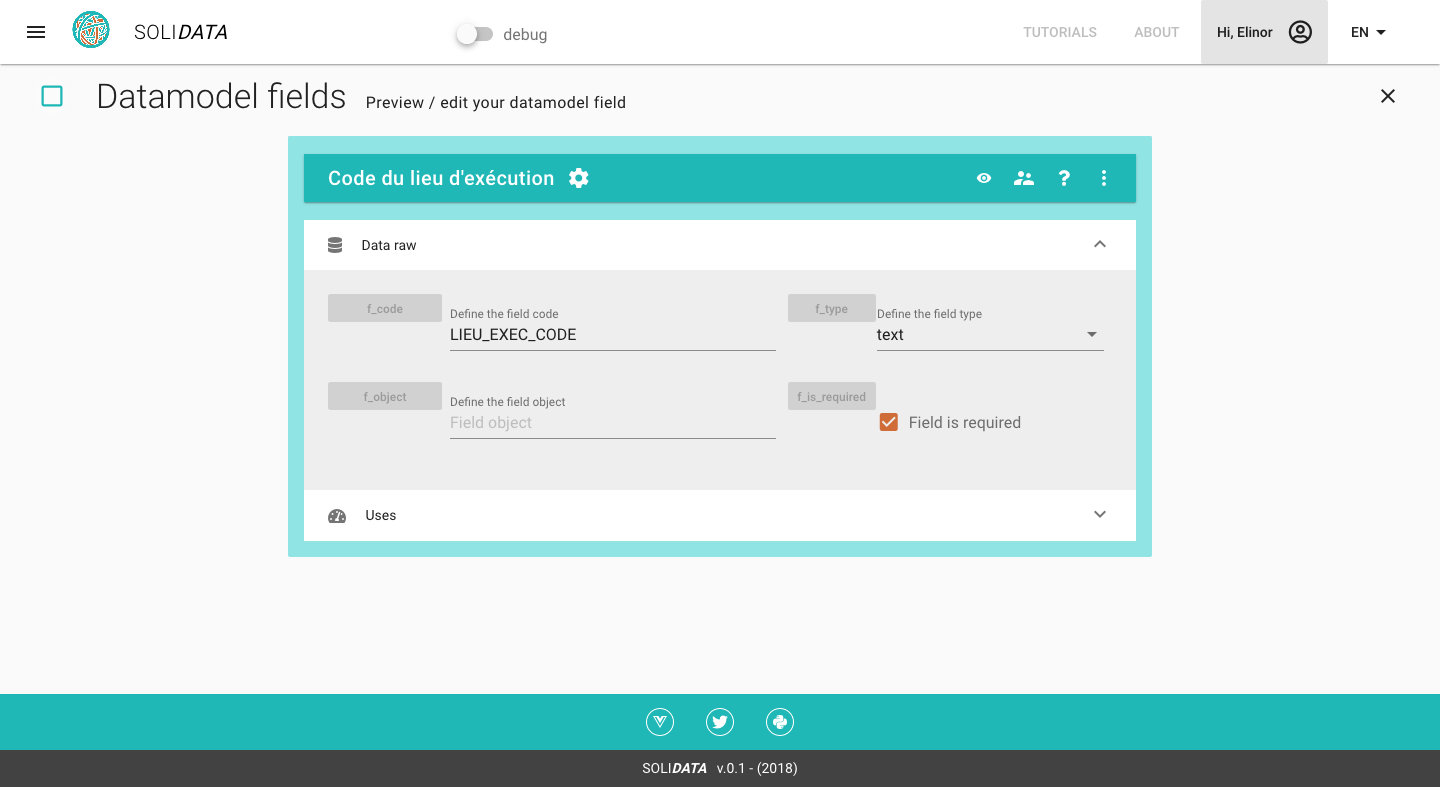 SOLIDATA
debug
TUTORIALS
ABOUT
Hi, Elinor
EN
Datamodel fields
Preview / edit your datamodel field
Code du lieu d'exécution
?
Data raw
f_code
Define the field code
LIEU_EXEC_CODE
f_type
Define the field type
text
f_object
Define the field object
Field object
f_is_required
Field is required
Uses
SOLIDATA v.0.1 - (2018)